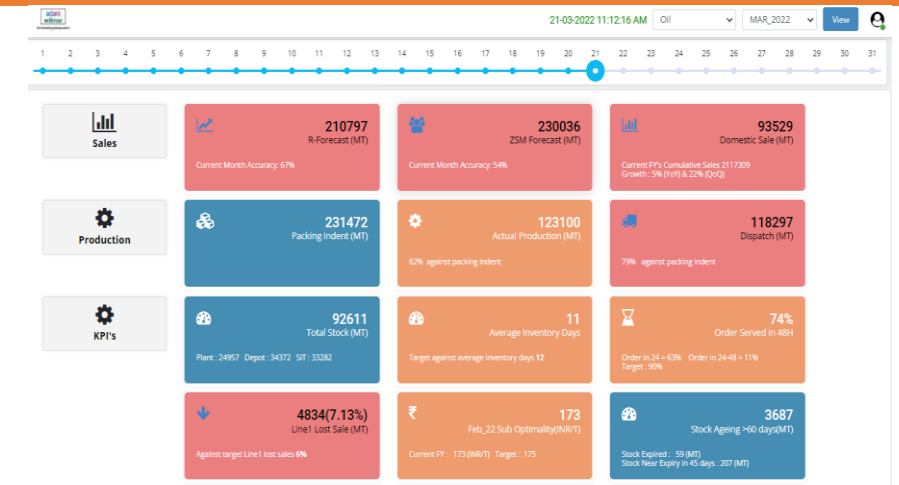 adani
wilmar
21-03-2022 11:12:16 AM Oil MAR_2022 View
1 2 3 4 5 6 7 8 9 10 11 12 13 14 15 16 17 18 19 20 21 22 23 24 25 26 27 28 29 30 31
Sales
210797
R-Forecast (MT)
Current Month Accuracy: 67%
230036
ZSM Forecast (MT)
Current Month Accuracy: 54%
93529
Domestic Sale (MT)
Current FY's Cumulative Sales 2117309
Growth : 5% (YoY) & 22% (QoQ)
Production
231472
Packing Indent (MT)
123100
Actual Production (MT)
82% against packing indent
118297
Dispatch (MT)
79% against packing indent
KPI's
92611
Total Stock (MT)
Plant : 24957 Depot : 34372 SIT : 33282
11
Average Inventory Days
Target against average inventory days 12
74%
Order Served in 48H
Order in 24 = 63% Order in 24-48 = 11%
Target : 90%
4834(7.13%)
Line1 Lost Sale (MT)
Against target Line1 lost sales 6%
173
Feb_22 Sub Optimality(INR/T)
Current FY : 173 (INR/T) Target : 175
3687
Stock Ageing >60 days(MT)
Stock Expired : 59 (MT)
Stock Near Expiry in 45 days : 207 (MT)